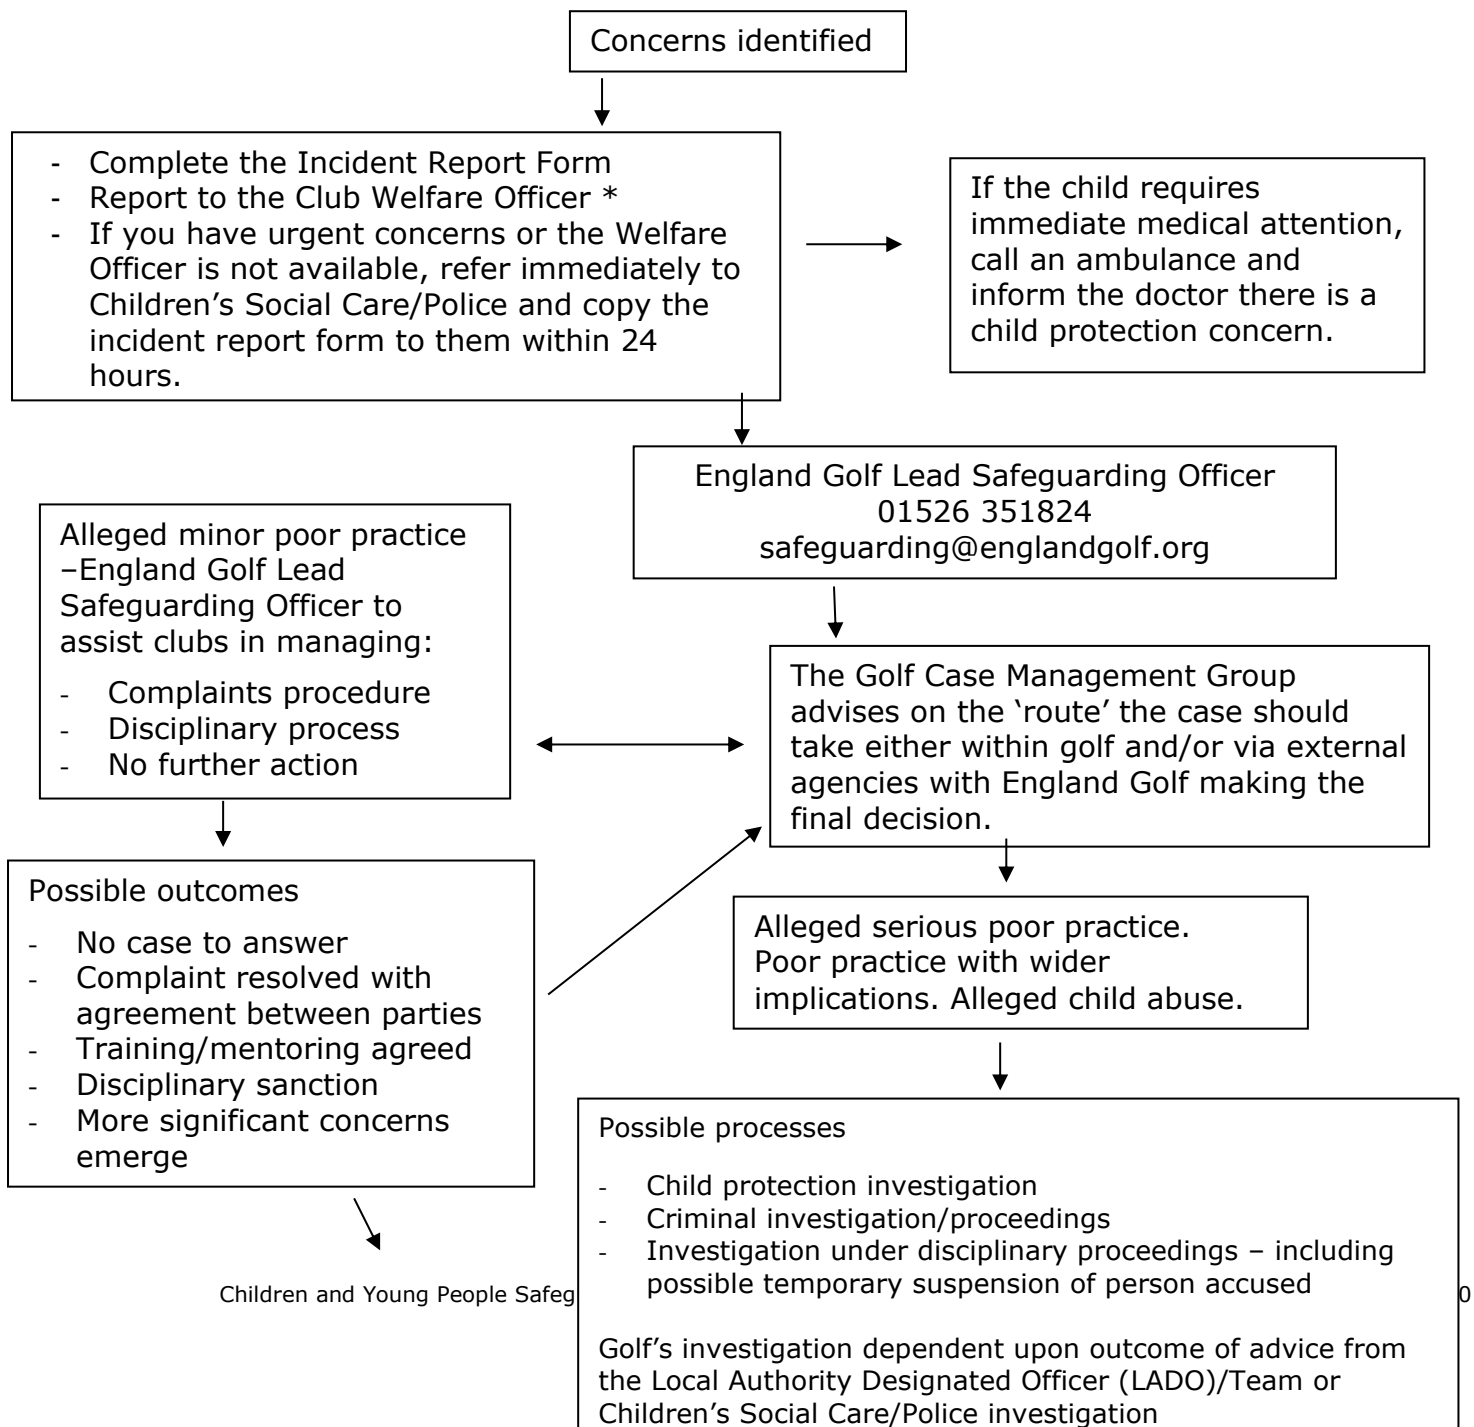 Concerns identified
- Complete the Incident Report Form
- Report to the Club Welfare Officer *
- If you have urgent concerns or the Welfare
Officer is not available, refer immediately to
Children’s Social Care/Police and copy the
incident report form to them within 24
hours.
If the child requires
immediate medical attention,
call an ambulance and
inform the doctor there is a
child protection concern.
England Golf Lead Safeguarding Officer
01526 351824
safeguarding@englandgolf.org
Alleged minor poor practice
–England Golf Lead
Safeguarding Officer to
assist clubs in managing:
- Complaints procedure
- Disciplinary process
- No further action
The Golf Case Management Group
advises on the ‘route’ the case should
take either within golf and/or via external
agencies with England Golf making the
final decision.
Possible outcomes
- No case to answer
- Complaint resolved with
agreement between parties
- Training/mentoring agreed
- Disciplinary sanction
- More significant concerns
emerge
Alleged serious poor practice.
Poor practice with wider
implications. Alleged child abuse.
Possible processes
- Child protection investigation
- Criminal investigation/proceedings
- Investigation under disciplinary proceedings – including
possible temporary suspension of person accused
Golf’s investigation dependent upon outcome of advice from
the Local Authority Designated Officer (LADO)/Team or
Children’s Social Care/Police investigation
Children and Young People Safeg
0